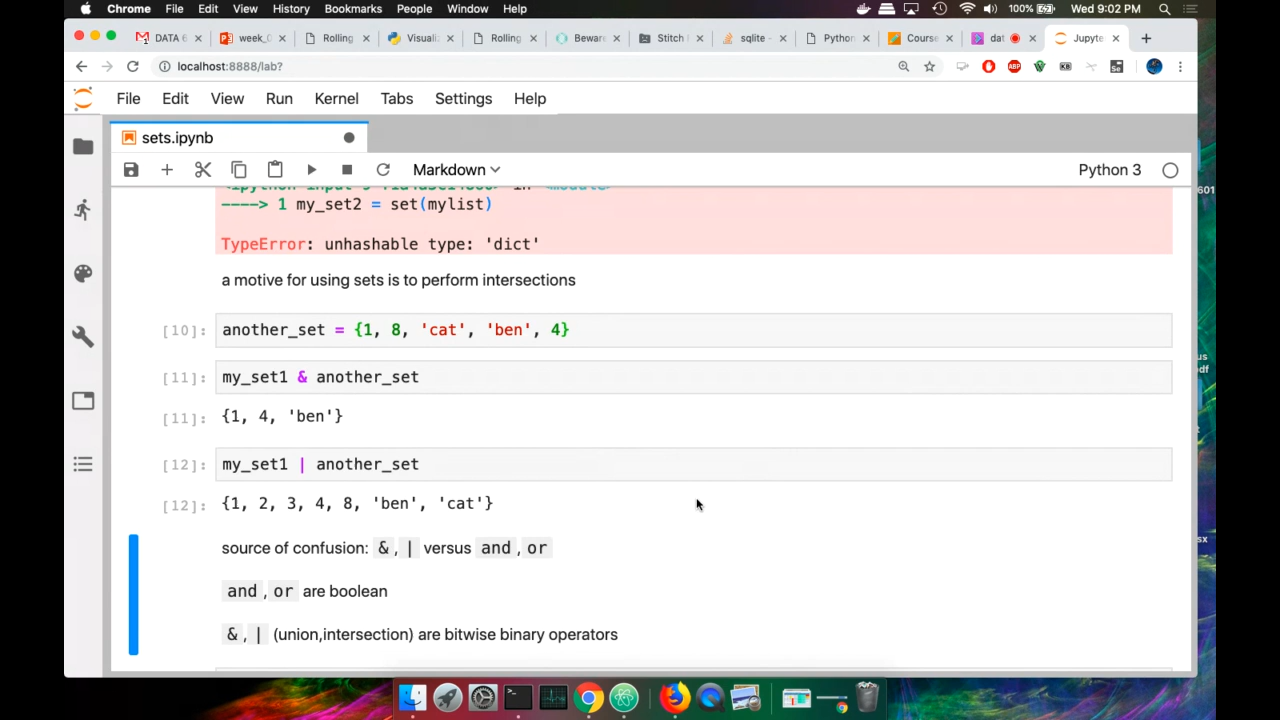 Chrome File Edit View History Bookmarks People Window Help 100% Wed 9:02 PM
DATA 6 week_0 Rolling Visuali Rolling Beware Stitch sqlite - Python Course dat Jupyte
localhost:8888/lab?
File Edit View Run Kernel Tabs Settings Help
sets.ipynb
Markdown Python 3
----> 1 my_set2 = set(mylist)
TypeError: unhashable type: 'dict'
a motive for using sets is to perform intersections
[10]: another_set = {1, 8, 'cat', 'ben', 4}
[11]: my_set1 & another_set
[11]: {1, 4, 'ben'}
[12]: my_set1 | another_set
[12]: {1, 2, 3, 4, 8, 'ben', 'cat'}
source of confusion: &,| versus and,or
and,or are boolean
&,| (union,intersection) are bitwise binary operators